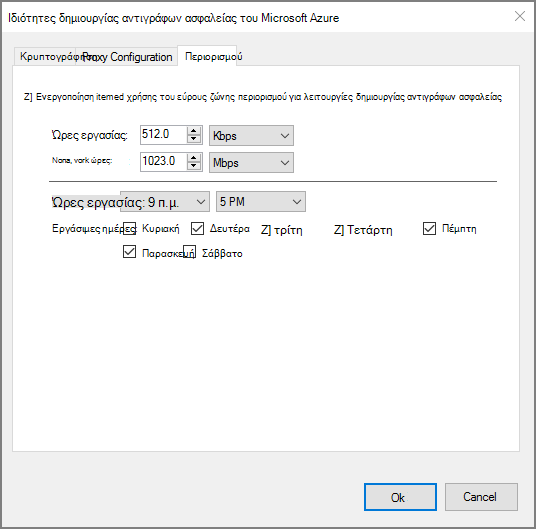 Ιδιότητες δημιουργίας αντιγράφων ασφαλείας του Microsoft Azure
Κρυπτογράφηση Proxy Configuration Περιορισμού
Z] Ενεργοποίηση itemed χρήσης του εύρους ζώνης περιορισμού για λειτουργίες δημιουργίας αντιγράφων ασφαλείας
Ώρες εργασίας: 512.0 Kbps
Nona, vork ώρες: 1023.0 Mbps
Ώρες εργασίας: 9 π.μ. 5 PM
Εργάσιμες ημέρες: Κυριακή Δευτέρα Z] τρίτη Z] Τετάρτη Πέμπτη
Παρασκευή Σάββατο
Ok Cancel